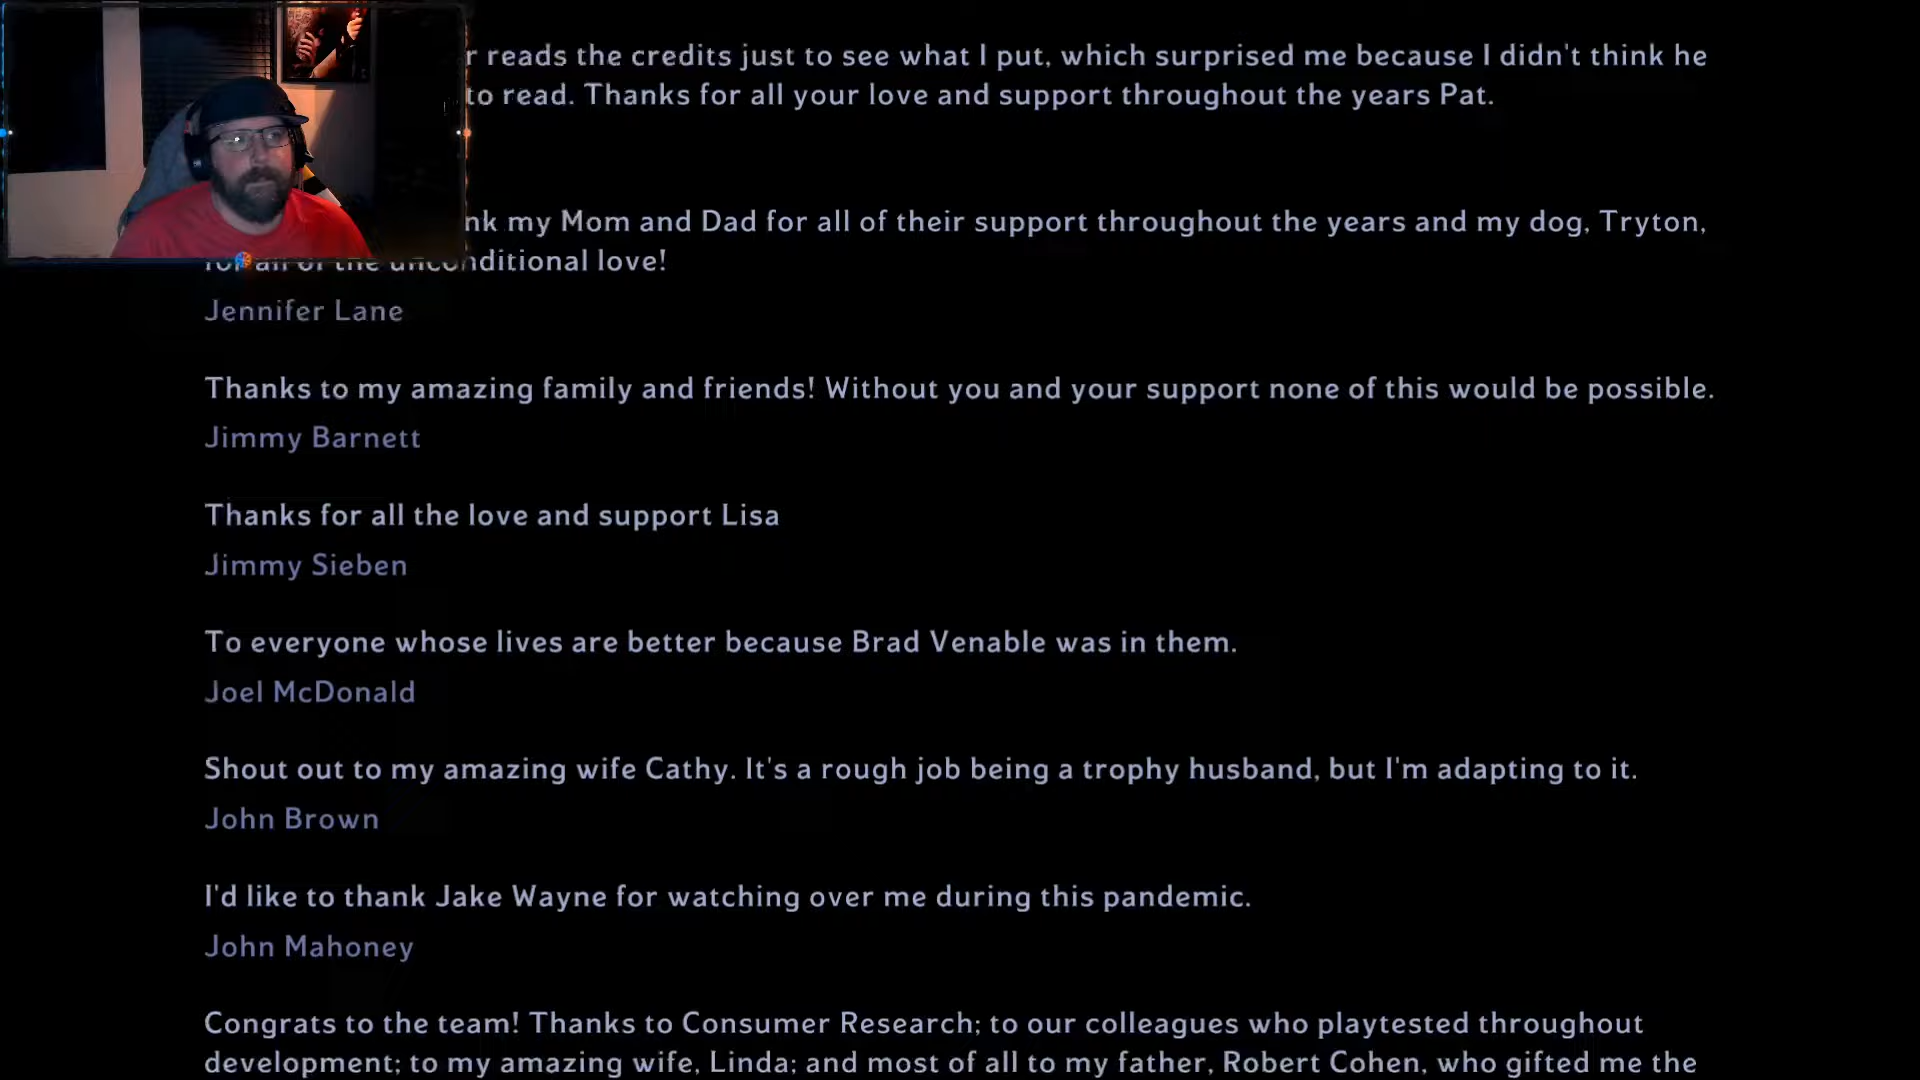 r reads the credits just to see what I put, which surprised me because I didn't think he
to read. Thanks for all your love and support throughout the years Pat.
nk my Mom and Dad for all of their support throughout the years and my dog, Tryton,
for all of the unconditional love!
Jennifer Lane
Thanks to my amazing family and friends! Without you and your support none of this would be possible.
Jimmy Barnett
Thanks for all the love and support Lisa
Jimmy Sieben
To everyone whose lives are better because Brad Venable was in them.
Joel McDonald
Shout out to my amazing wife Cathy. It's a rough job being a trophy husband, but I'm adapting to it.
John Brown
I'd like to thank Jake Wayne for watching over me during this pandemic.
John Mahoney
Congrats to the team! Thanks to Consumer Research; to our colleagues who playtested throughout
development; to my amazing wife, Linda; and most of all to my father, Robert Cohen, who gifted me the